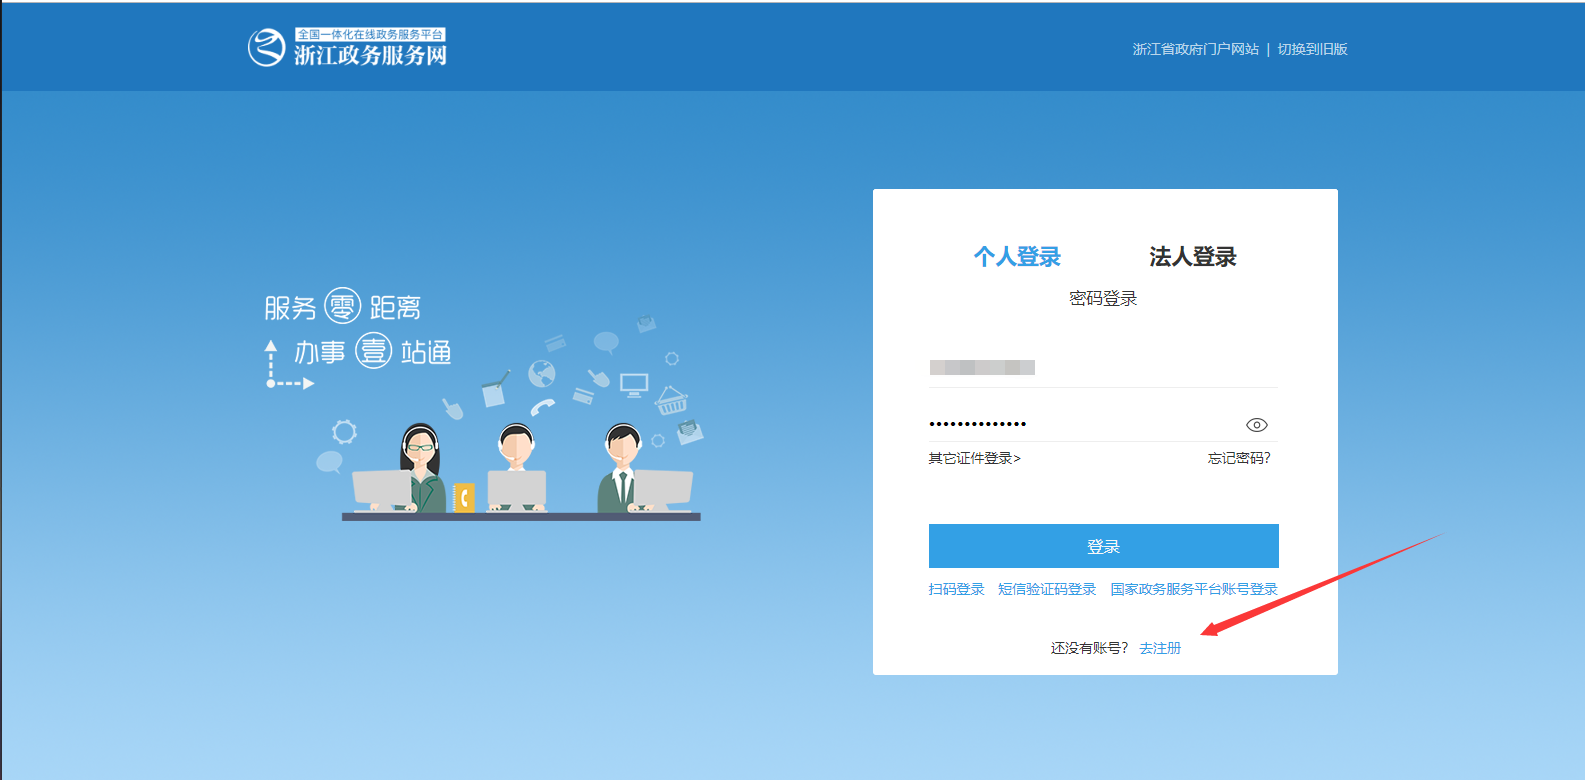 全国一体化在线政务服务平台
浙江政务服务网
浙江省政府门户网站 | 切换到旧版
服务零距离
办事壹站通
个人登录 法人登录
密码登录
••••••••••••••
其它证件登录> 忘记密码?
登录
扫码登录 短信验证码登录 国家政务服务平台账号登录
还没有账号? 去注册